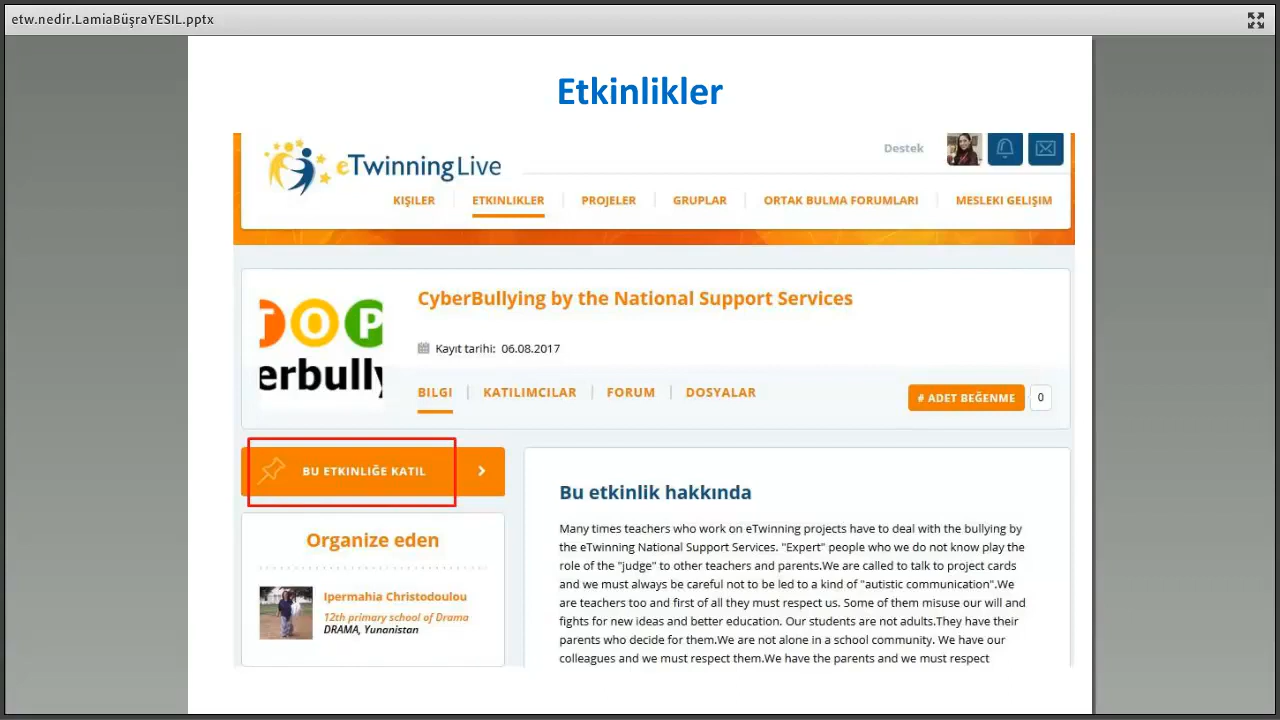 etw.nedir.LamiaBüşraYESIL.pptx
Etkinlikler
eTwinningLive
Destek
KIŞILER
ETKINLIKLER
PROJELER
GRUPLAR
ORTAK BULMA FORUMLARI
MESLEKI GELIŞIM
TOP
erbully
CyberBullying by the National Support Services
Kayıt tarihi: 06.08.2017
BILGI
KATILIMCILAR
FORUM
DOSYALAR
# ADET BEĞENME
0
BU ETKINLIĞE KATIL
Organize eden
Ipermahia Christodoulou
12th primary school of Drama
DRAMA, Yunanistan
Bu etkinlik hakkında
Many times teachers who work on eTwinning projects have to deal with the bullying by
the eTwinning National Support Services. "Expert" people who we do not know play the
role of the "judge" to other teachers and parents.We are called to talk to project cards
and we must always be careful not to be led to a kind of "autistic communication".We
are teachers too and first of all they must respect us. Some of them misuse our will and
fights for new ideas and better education. Our students are not adults.They have their
parents who decide for them.We are not alone in a school community. We have our
colleagues and we must respect them.We have the parents and we must respect